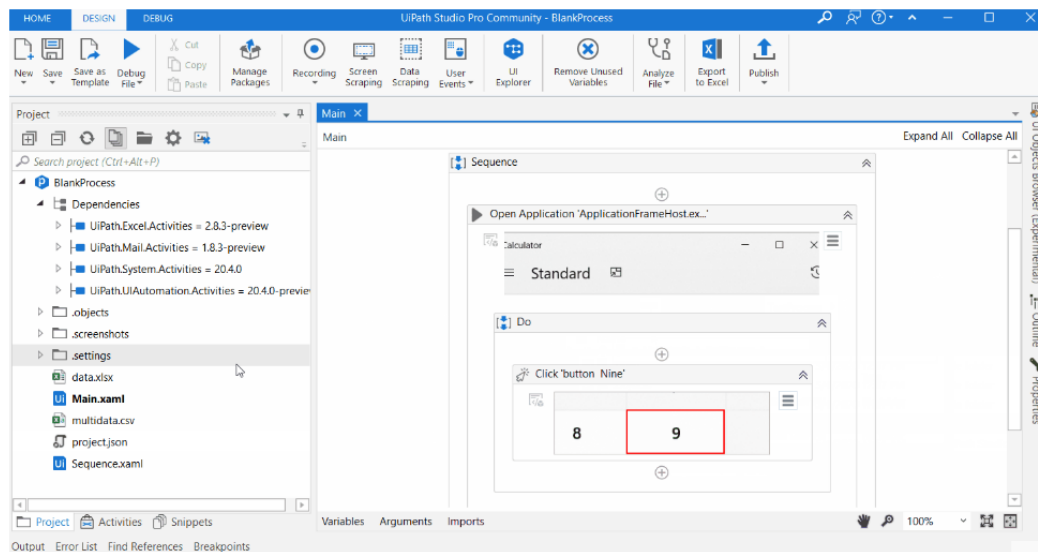 HOME DESIGN DEBUG UiPath Studio Pro Community - BlankProcess
New Save Save as Template Debug File Cut Copy Paste Manage Packages Recording Screen Scraping Data Scraping User Events UI Explorer Remove Unused Variables Analyze File Export to Excel Publish
Project
Main
Search project (Ctrl+Alt+P)
BlankProcess
Dependencies
UiPath.Excel.Activities = 2.8.3-preview
UiPath.Mail.Activities = 1.8.3-preview
UiPath.System.Activities = 20.4.0
UiPath.UIAutomation.Activities = 20.4.0-preview
.objects
.screenshots
.settings
data.xlsx
Main.xaml
multidata.csv
project.json
Sequence.xaml
Project Activities Snippets
Main Expand All Collapse All
Sequence
Open Application 'ApplicationFrameHost.ex...'
Calculator
Standard
Do
Click 'button Nine'
8 9
Variables Arguments Imports 100%
UI Objects Browser (Experimental)
Outline
Properties
Output Error List Find References Breakpoints